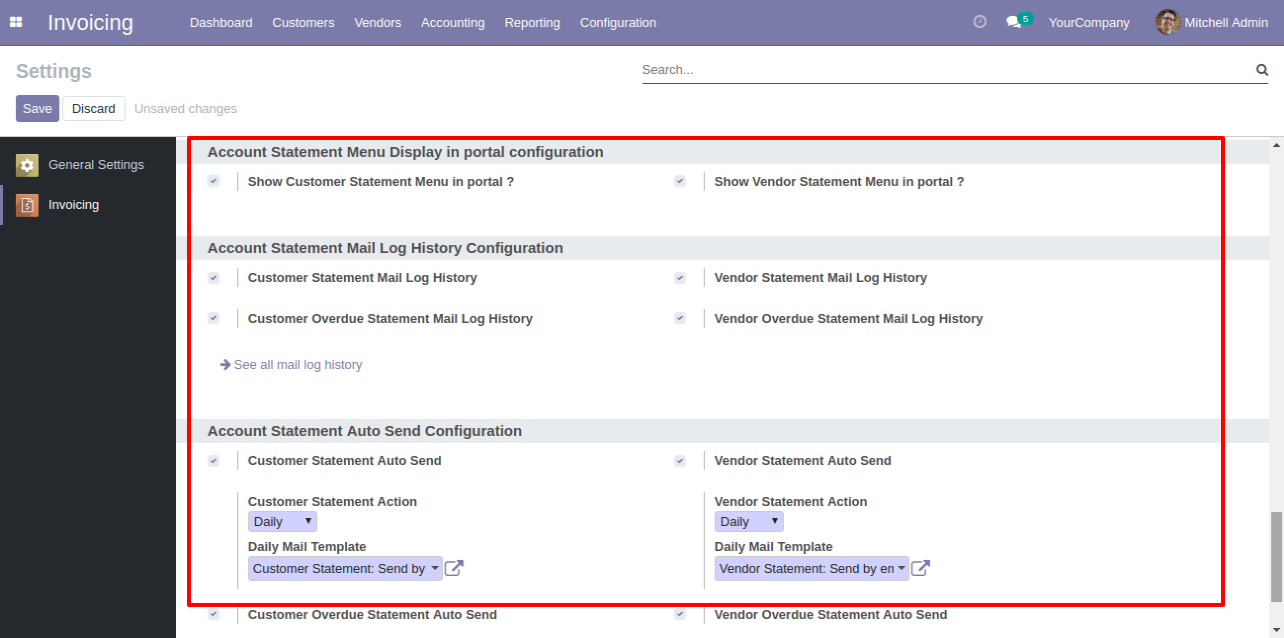 Invoicing Dashboard Customers Vendors Accounting Reporting Configuration 5 YourCompany Mitchell Admin
Settings
Search...
Save Discard Unsaved changes
General Settings
Invoicing
Account Statement Menu Display in portal configuration
Show Customer Statement Menu in portal ? Show Vendor Statement Menu in portal ?
Account Statement Mail Log History Configuration
Customer Statement Mail Log History Vendor Statement Mail Log History
Customer Overdue Statement Mail Log History Vendor Overdue Statement Mail Log History
See all mail log history
Account Statement Auto Send Configuration
Customer Statement Auto Send Vendor Statement Auto Send
Customer Statement Action Vendor Statement Action
Daily Daily
Daily Mail Template Daily Mail Template
Customer Statement: Send by Vendor Statement: Send by en
Customer Overdue Statement Auto Send Vendor Overdue Statement Auto Send